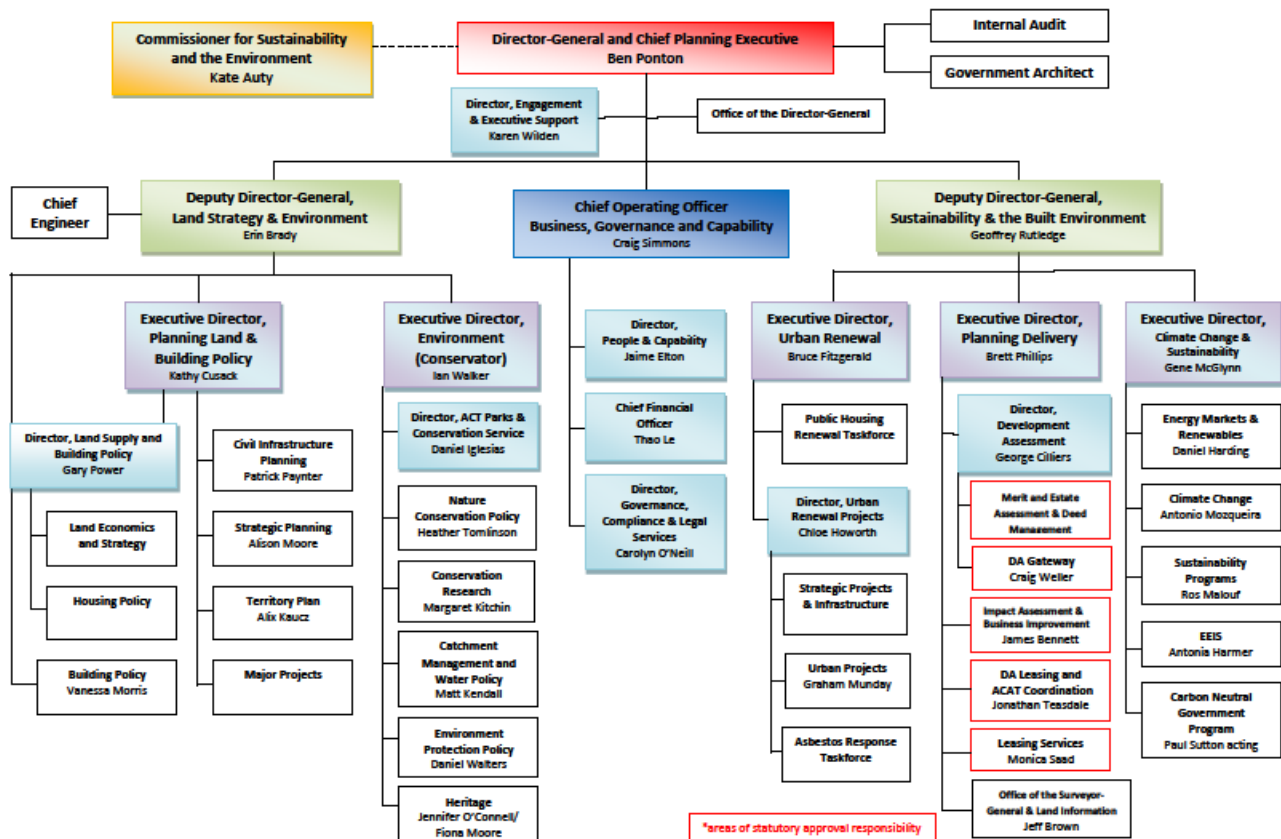 Commissioner for Sustainability
and the Environment
Kate Auty
Director-General and Chief Planning Executive
Ben Ponton
Internal Audit
Government Architect
Director, Engagement
& Executive Support
Karen Wilden
Office of the Director-General
Chief
Engineer
Deputy Director-General,
Land Strategy & Environment
Erin Brady
Chief Operating Officer
Business, Governance and Capability
Craig Simmons
Deputy Director-General,
Sustainability & the Built Environment
Geoffrey Rutledge
Executive Director,
Planning Land &
Building Policy
Kathy Cusack
Executive Director,
Environment
(Conservator)
Ian Walker
Director,
People & Capability
Jaime Elton
Executive Director,
Urban Renewal
Bruce Fitzgerald
Executive Director,
Planning Delivery
Brett Phillips
Executive Director,
Climate Change &
Sustainability
Gene McGlynn
Director, Land Supply and
Building Policy
Gary Power
Land Economics
and Strategy
Housing Policy
Building Policy
Vanessa Morris
Civil Infrastructure
Planning
Patrick Paynter
Strategic Planning
Alison Moore
Territory Plan
Alix Kaucz
Major Projects
Director, ACT Parks &
Conservation Service
Daniel Iglesias
Nature
Conservation Policy
Heather Tomlinson
Conservation
Research
Margaret Kitchin
Catchment
Management and
Water Policy
Matt Kendall
Environment
Protection Policy
Daniel Walters
Heritage
Jennifer O'Connell/
Fiona Moore
Chief Financial
Officer
Thao Le
Director,
Governance,
Compliance & Legal
Services
Carolyn O'Neill
Public Housing
Renewal Taskforce
Director, Urban
Renewal Projects
Chloe Howorth
Strategic Projects
& Infrastructure
Urban Projects
Graham Munday
Asbestos Response
Taskforce
Director,
Development
Assessment
George Cilliers
Merit and Estate
Assessment & Deed
Management
DA Gateway
Craig Weller
Impact Assessment &
Business Improvement
James Bennett
DA Leasing and
ACAT Coordination
Jonathan Teasdale
Leasing Services
Monica Saad
Office of the Surveyor-
General & Land Information
Jeff Brown
Energy Markets &
Renewables
Daniel Harding
Climate Change
Antonio Mozqueira
Sustainability
Programs
Ros Malouf
EEIS
Antonia Harmer
Carbon Neutral
Government
Program
Paul Sutton acting
*areas of statutory approval responsibility